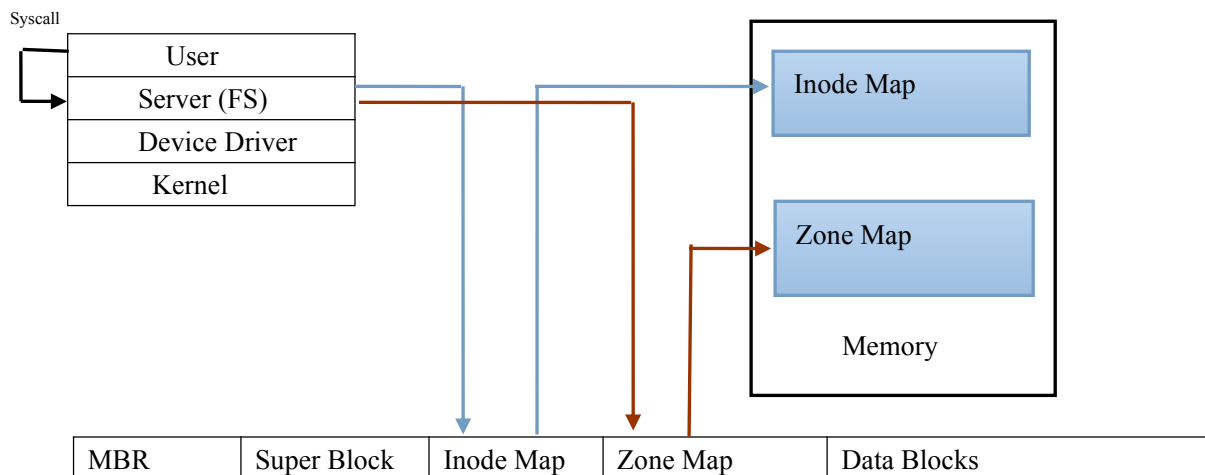 Syscall
User
Server (FS)
Device Driver
Kernel
Inode Map
Zone Map
Memory
MBR
Super Block
Inode Map
Zone Map
Data Blocks